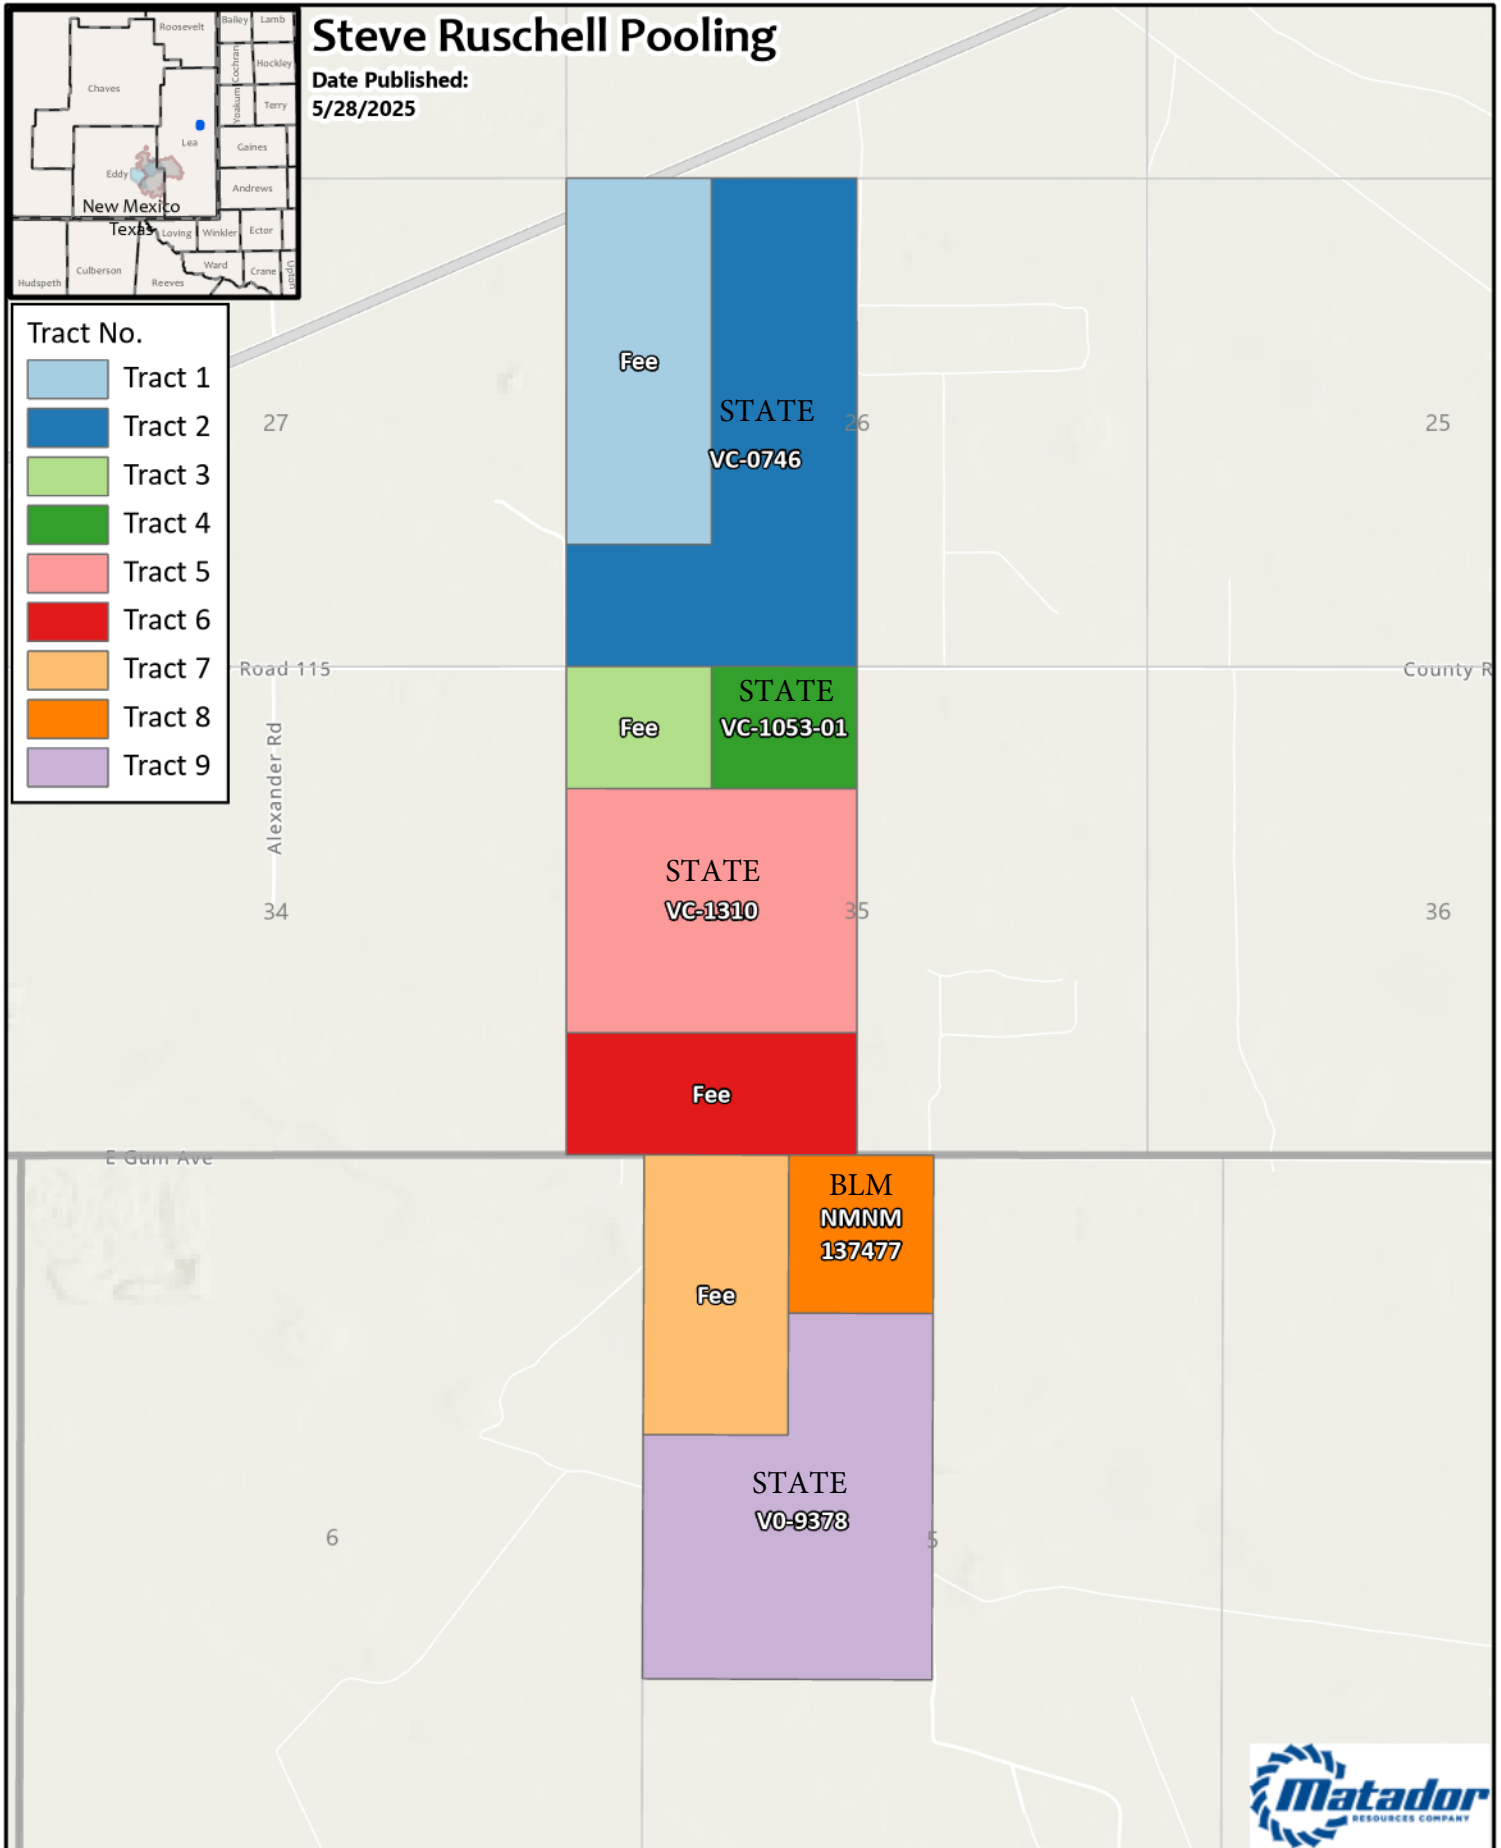 Steve Ruschell Pooling
Date Published:
5/28/2025
Roosevelt
Bailey
Lamb
Chaves
Cochran
Hockley
Yoakum
Terry
Lea
Gaines
Eddy
Andrews
New Mexico
Texas
Loving
Winkler
Ector
Hudspeth
Culberson
Reeves
Ward
Crane
Upton
Tract No.
Tract 1
Tract 2
Tract 3
Tract 4
Tract 5
Tract 6
Tract 7
Tract 8
Tract 9
Fee
STATE
VC-0746
27
26
25
Road 115
County R
Fee
STATE
VC-1053-01
Alexander Rd
STATE
VC-1310
34
35
36
Fee
E Gum Ave
BLM
NMNM
137477
Fee
STATE
V0-9378
6
5
Matador
RESOURCES COMPANY